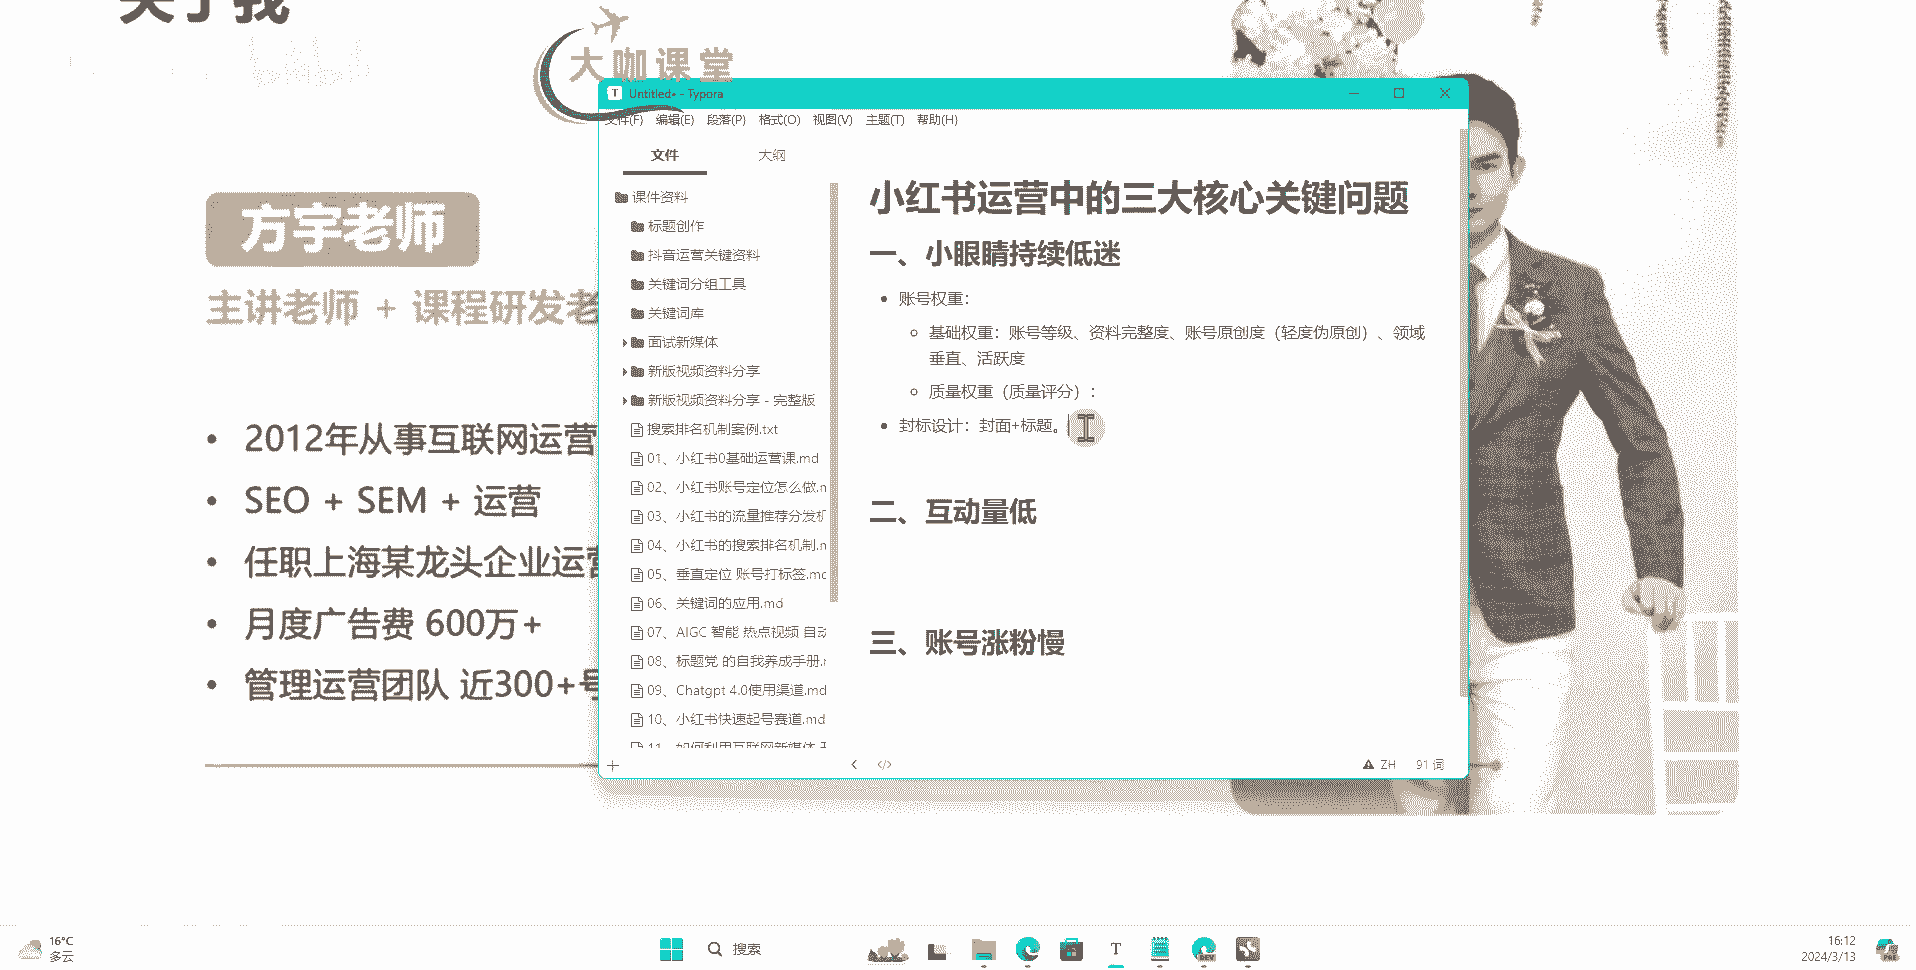 关于我
大咖课堂
方宇老师
主讲老师 + 课程研发老
2012年从事互联网运营
SEO + SEM + 运营
任职上海某龙头企业运营
月度广告费 600万+
管理运营团队 近300+号
Untitled• - Typora
文件(F) 编辑(E) 段落(P) 格式(O) 视图(V) 主题(T) 帮助(H)
文件 大纲
课件资料
标题创作
抖音运营关键资料
关键词分组工具
关键词库
面试新媒体
新版视频资料分享
新版视频资料分享 - 完整版
搜索排名机制案例.txt
01、小红书0基础运营课.md
02、小红书账号定位怎么做.m
03、小红书的流量推荐分发机
04、小红书的搜索排名机制.m
05、垂直定位 账号打标签.md
06、关键词的应用.md
07、AIGC 智能 热点视频 自动
08、标题党 的自我养成手册.m
09、Chatgpt 4.0使用渠道.md
10、小红书快速起号赛道.md
11、如何利用互联网新媒体
小红书运营中的三大核心关键问题
一、小眼睛持续低迷
账号权重：
基础权重：账号等级、资料完整度、账号原创度（轻度伪原创）、领域
垂直、活跃度
质量权重（质量评分）：
封标设计：封面+标题。
二、互动量低
三、账号涨粉慢
ZH 91 词
16°C
多云
搜索
16:12
2024/3/13